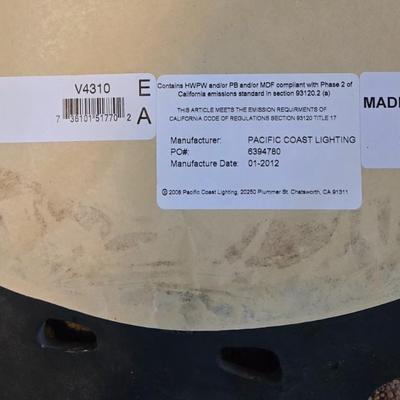 V4310
E
A
7 36101 51770 2
Contains HWPW and/or PB and/or MDF compliant with Phase 2 of
California emissions standard in section 93120.2 (a)
THIS ARTICLE MEETS THE EMISSION REQUIRMENTS OF
CALIFORNIA CODE OF REGULATIONS SECTION 93120 TITLE 17
Manufacturer: PACIFIC COAST LIGHTING
PO#: 6394780
Manufacture Date: 01-2012
© 2006 Pacific Coast Lighting, 20250 Plummer St. Chatsworth, CA 91311
MADE